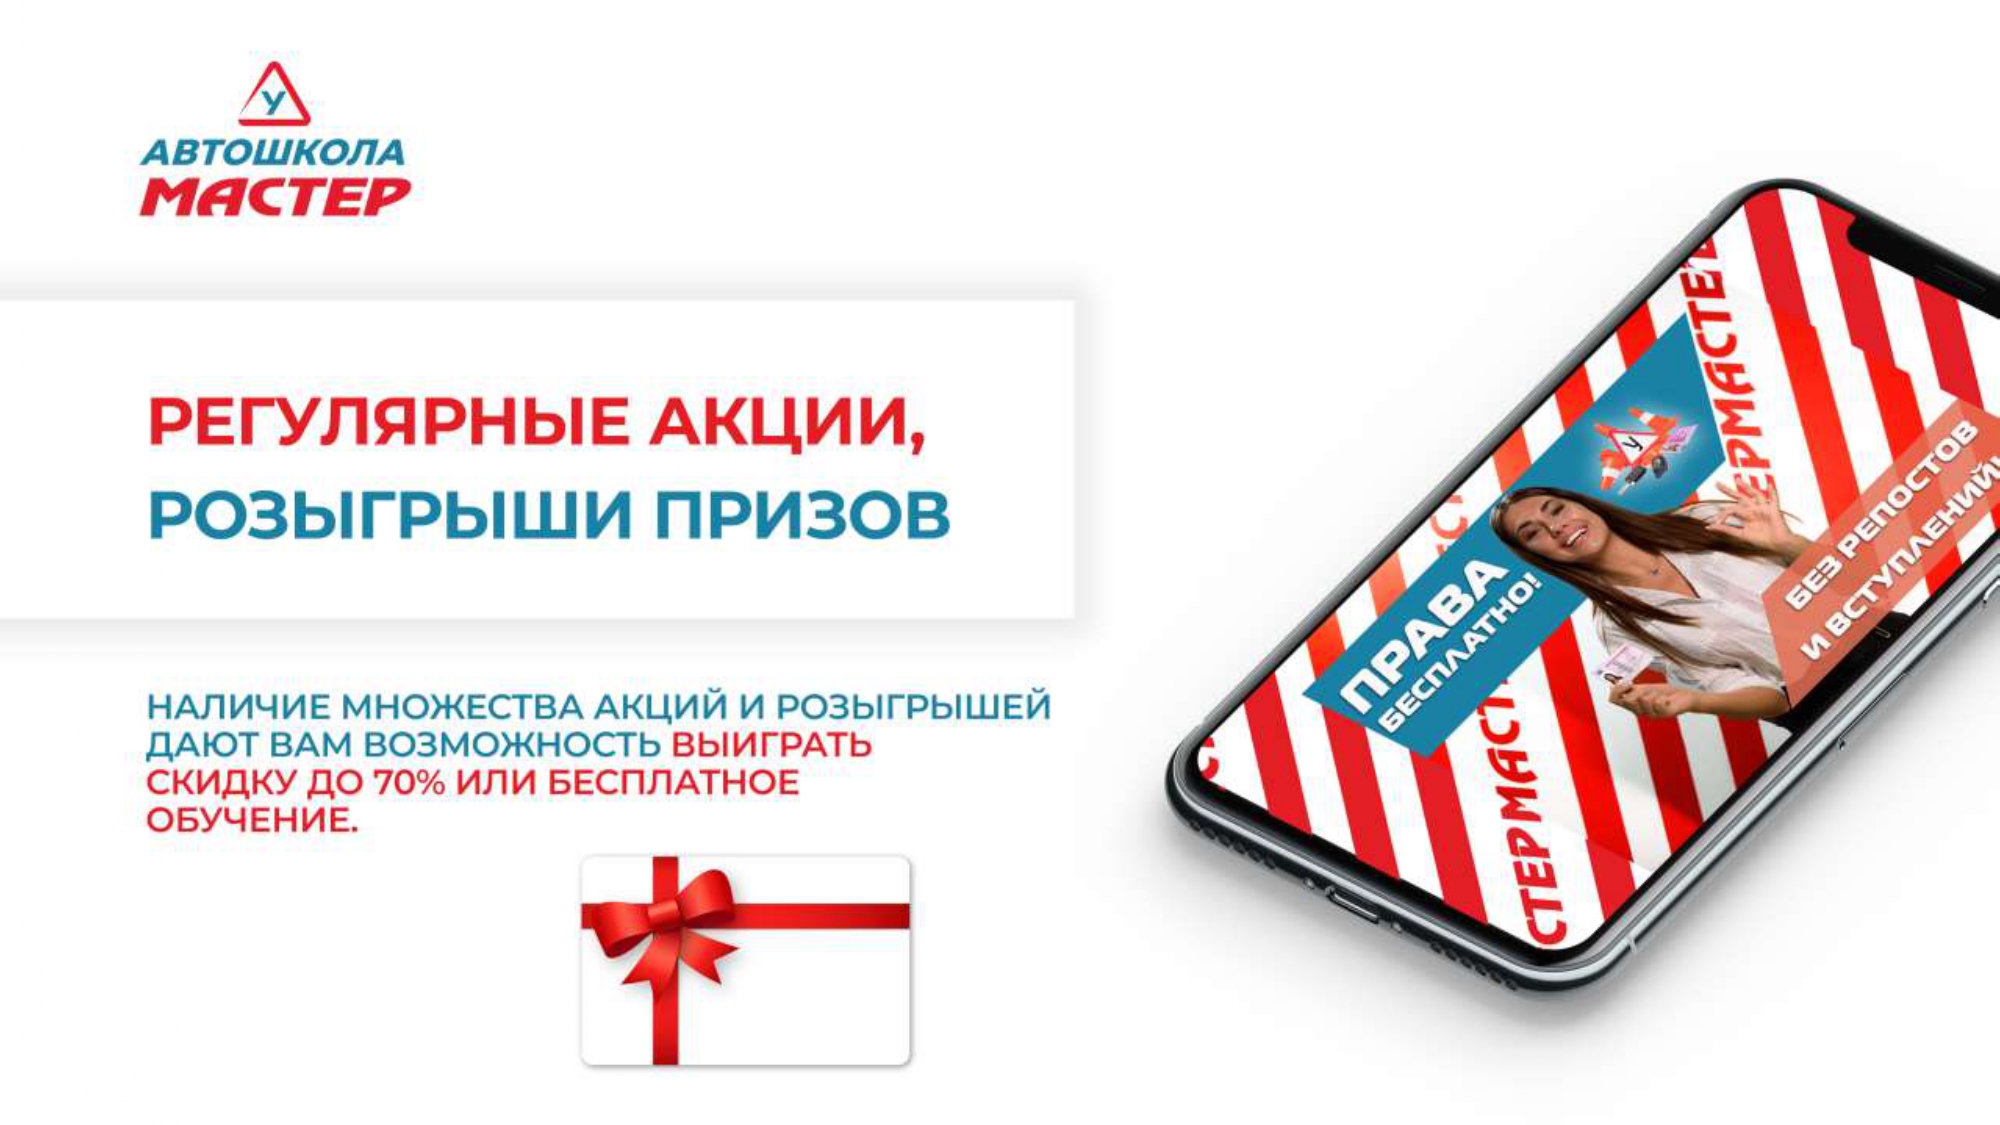 У
АВТОШКОЛА
МАСТЕР
РЕГУЛЯРНЫЕ АКЦИИ,
РОЗЫГРЫШИ ПРИЗОВ
НАЛИЧИЕ МНОЖЕСТВА АКЦИЙ И РОЗЫГРЫШЕЙ
ДАЮТ ВАМ ВОЗМОЖНОСТЬ ВЫИГРАТЬ
СКИДКУ ДО 70% ИЛИ БЕСПЛАТНОЕ
ОБУЧЕНИЕ.
ПРАВА
БЕСПЛАТНО!
У
БЕЗ РЕПОСТОВ
И ВСТУПЛЕНИЙ